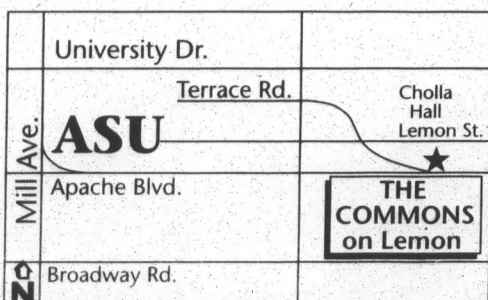 University Dr.
Terrace Rd.
Cholla
Hall
Lemon St.
Mill Ave.
ASU
Apache Blvd.
THE
COMMONS
on Lemon
Broadway Rd.
N